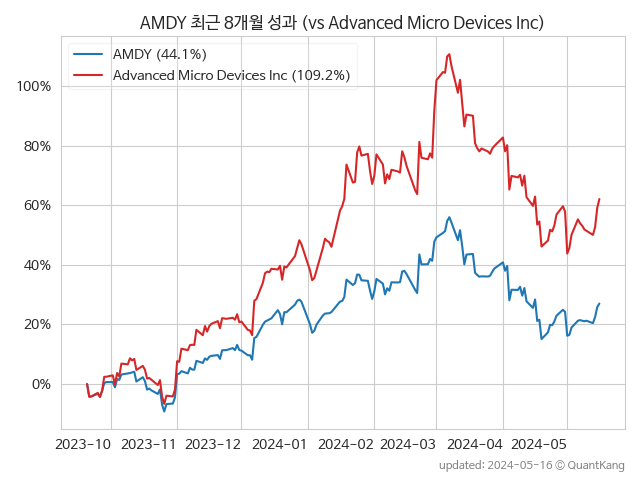 AMDY 최근 8개월 성과 (vs Advanced Micro Devices Inc)
AMDY (44.1%)
Advanced Micro Devices Inc (109.2%)
100%
80%
60%
40%
20%
0%
2023-10 2023-11 2023-12 2024-01 2024-02 2024-03 2024-04 2024-05
updated: 2024-05-16 © QuantKang